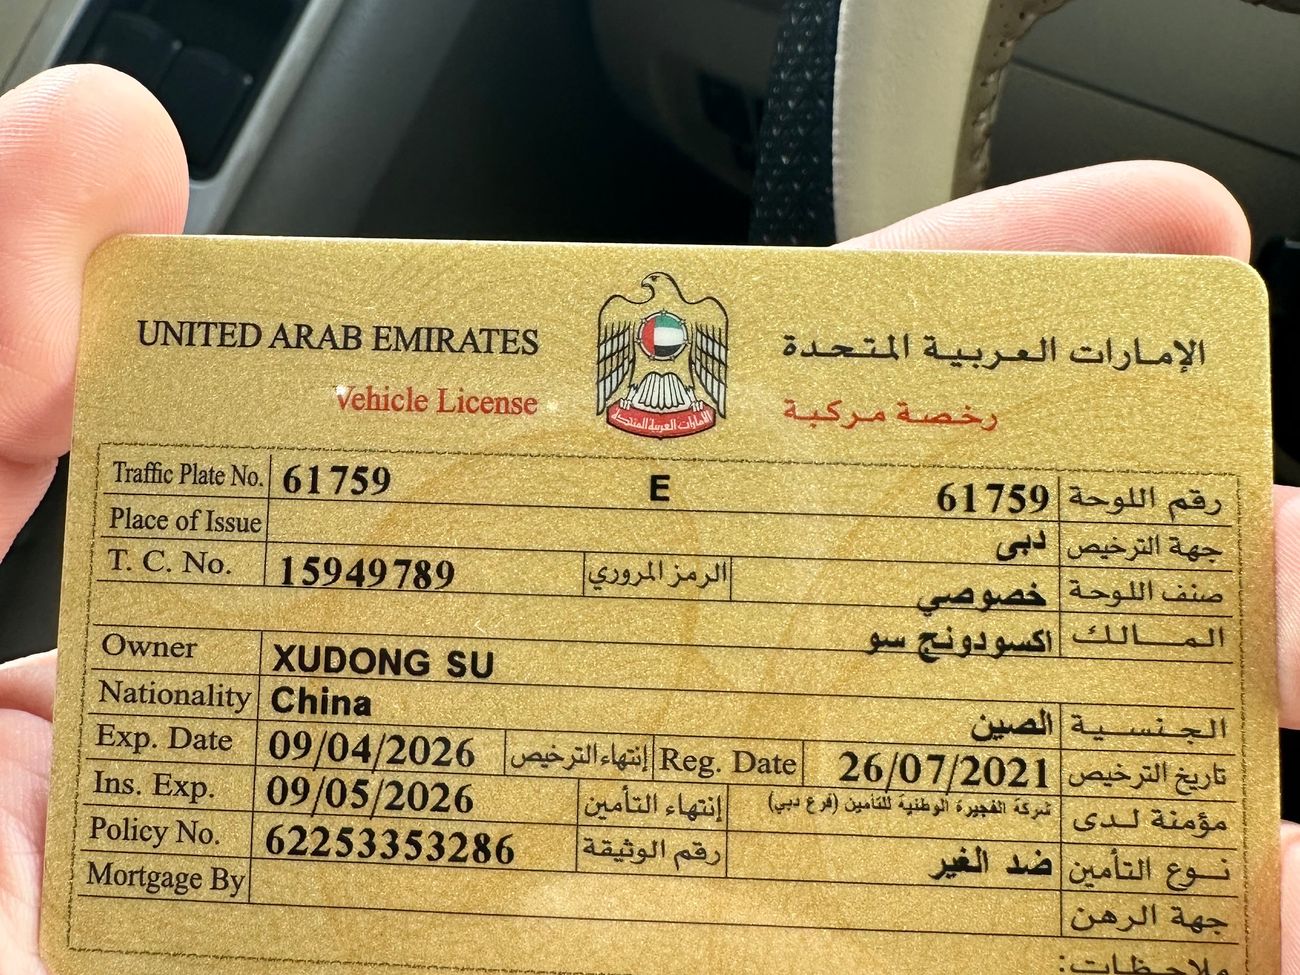 UNITED ARAB EMIRATES الإمارات العربية المتحدة
Vehicle License رخصة مركبة
الإمارات العربية المتحدة
Traffic Plate No. 61759 E 61759 رقم اللوحة
Place of Issue دبى جهة الترخيص
T. C. No. 15949789 الرمز المروري خصوصي صنف اللوحة
Owner XUDONG SU اكسودونج سو المالك
Nationality China الصين الجنسية
Exp. Date 09/04/2026 إنتهاء الترخيص Reg. Date 26/07/2021 تاريخ الترخيص
Ins. Exp. 09/05/2026 إنتهاء التأمين شركة الفجيرة الوطنية للتأمين (فرع دبي) مؤمنة لدى
Policy No. 62253353286 رقم الوثيقة ضد الغير نوع التأمين
Mortgage By جهة الرهن
ملاحظات: